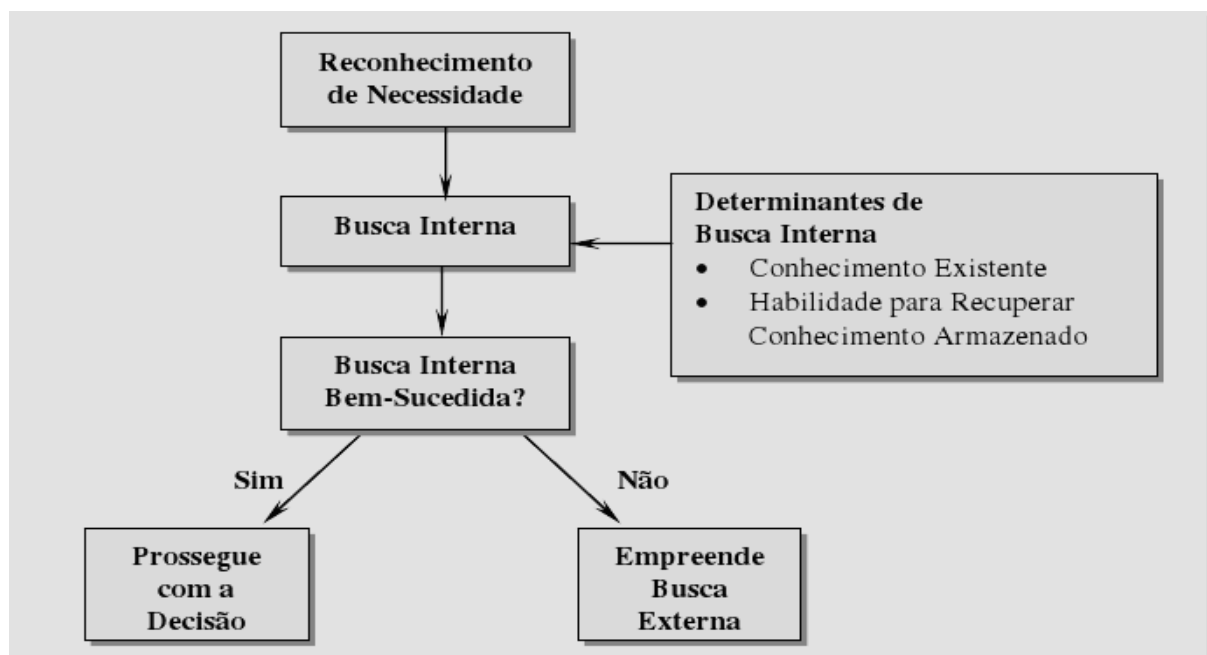 Reconhecimento
de Necessidade
Busca Interna
Determinantes de
Busca Interna
• Conhecimento Existente
• Habilidade para Recuperar
Conhecimento Armazenado
Busca Interna
Bem-Sucedida?
Sim
Não
Prossegue
com a
Decisão
Empreende
Busca
Externa